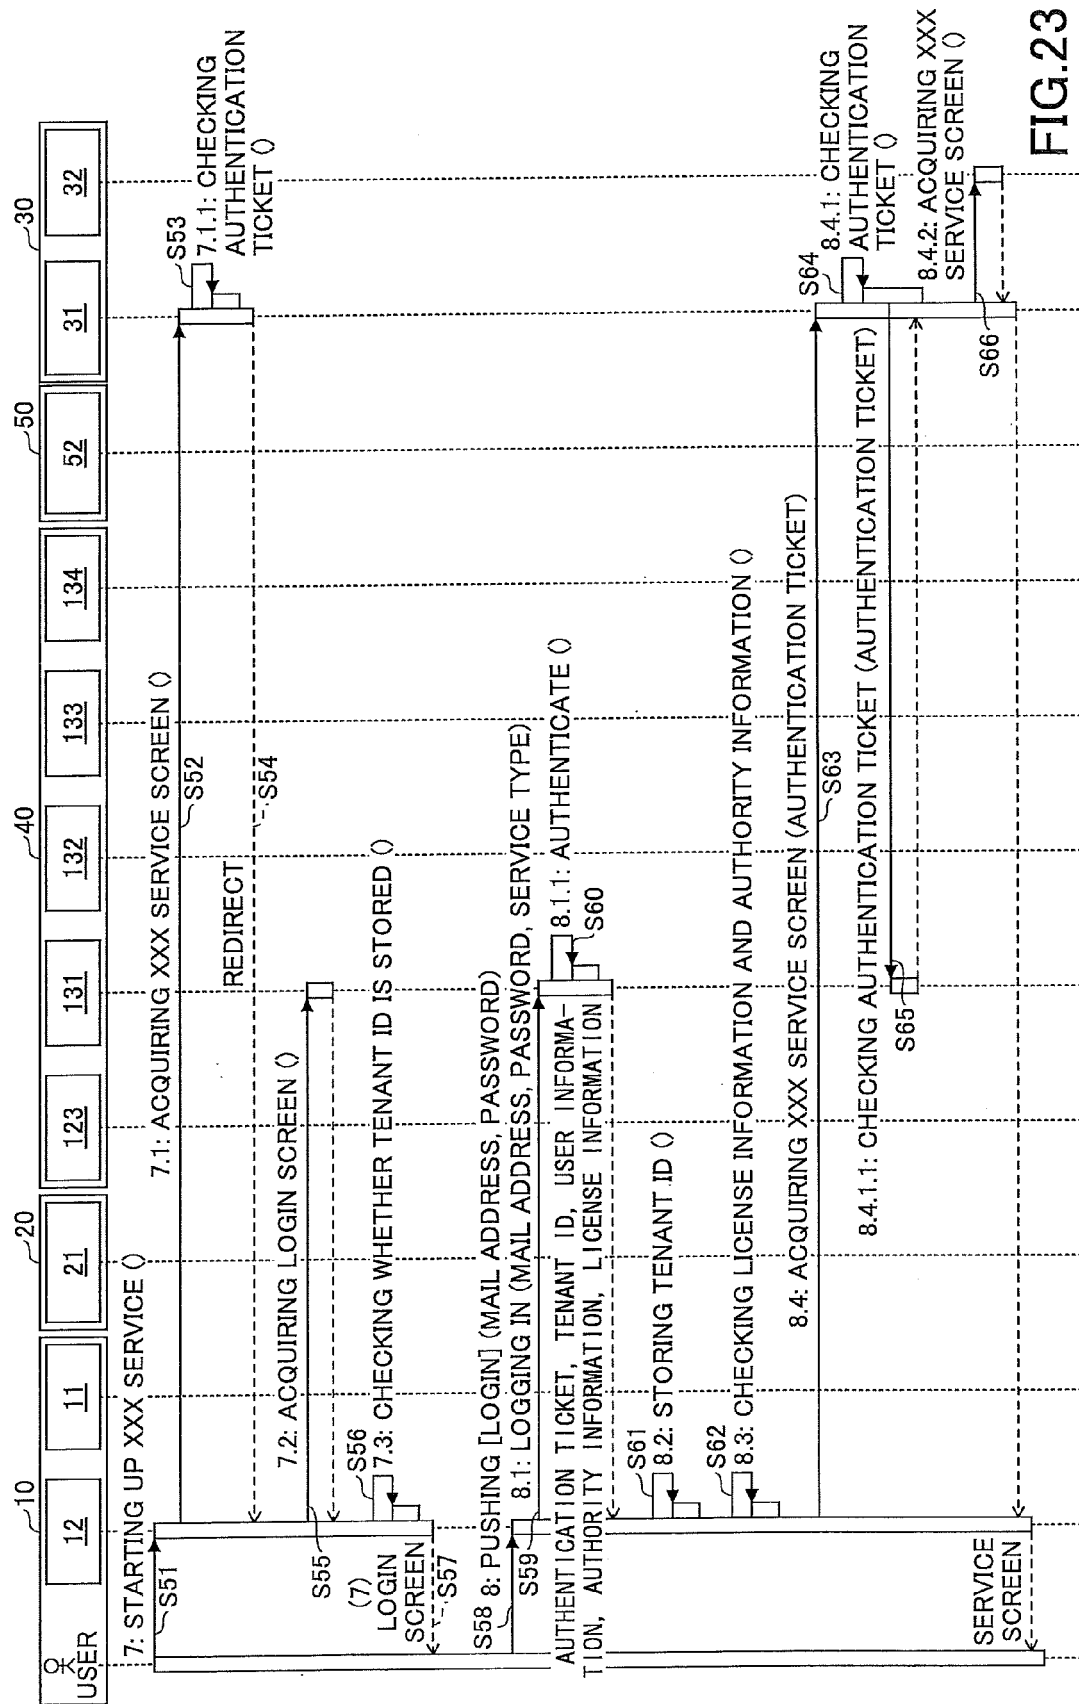 USER
10
12
11
20
21
40
123
131
132
133
134
50
52
30
31
32
7: STARTING UP XXX SERVICE ()
S51
7.1: ACQUIRING XXX SERVICE SCREEN ()
S52
S53
7.1.1: CHECKING
AUTHENTICATION
TICKET ()
REDIRECT
S54
7.2: ACQUIRING LOGIN SCREEN ()
S55
S56
7.3: CHECKING WHETHER TENANT ID IS STORED ()
(7)
LOGIN
SCREEN
S57
8: PUSHING [LOGIN] (MAIL ADDRESS, PASSWORD)
S58
8.1: LOGGING IN (MAIL ADDRESS, PASSWORD, SERVICE TYPE)
S59
8.1.1: AUTHENTICATE ()
S60
AUTHENTICATION TICKET, TENANT ID, USER INFORMA-
TION, AUTHORITY INFORMATION, LICENSE INFORMATION
S61
8.2: STORING TENANT ID ()
S62
8.3: CHECKING LICENSE INFORMATION AND AUTHORITY INFORMATION ()
8.4: ACQUIRING XXX SERVICE SCREEN (AUTHENTICATION TICKET)
S63
S64
8.4.1: CHECKING
AUTHENTICATION
TICKET ()
8.4.1.1: CHECKING AUTHENTICATION TICKET (AUTHENTICATION TICKET)
S65
8.4.2: ACQUIRING XXX
SERVICE SCREEN ()
S66
SERVICE
SCREEN
FIG.23